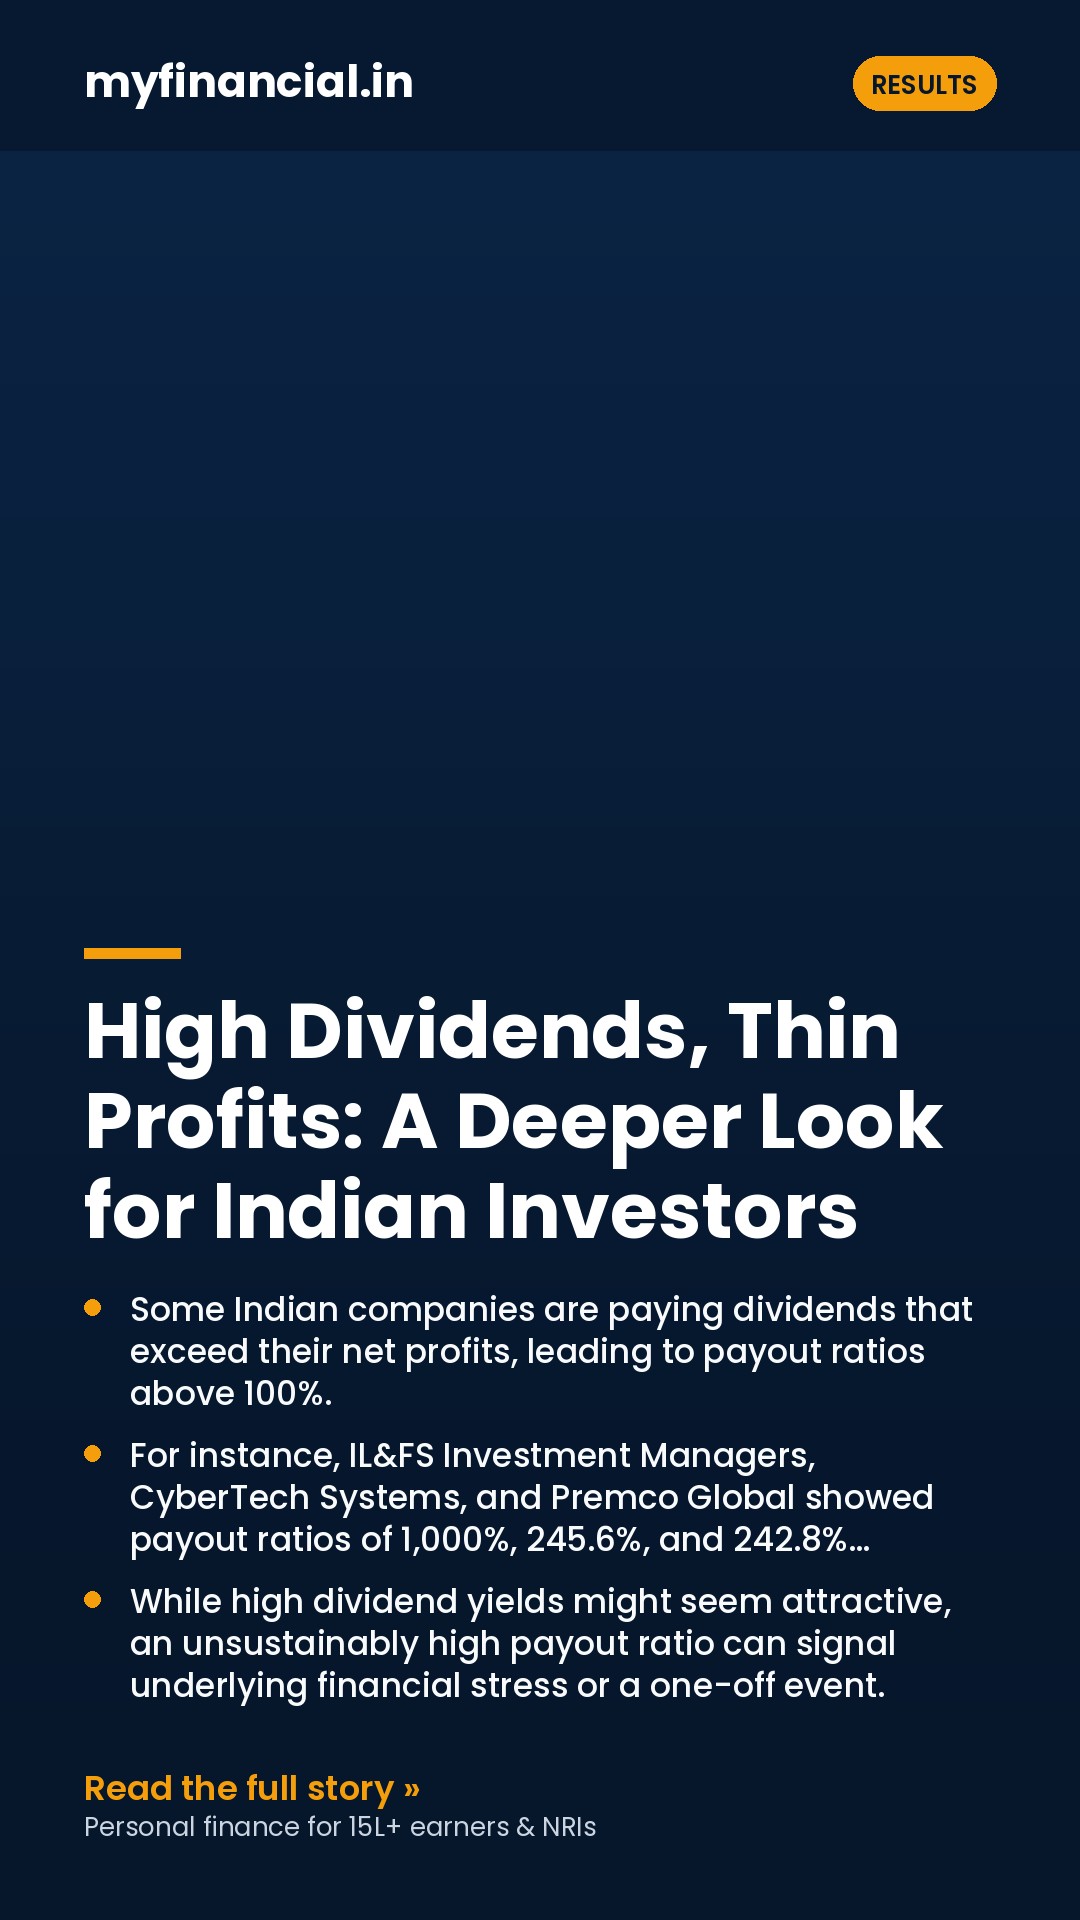 myfinancial.in
RESULTS
High Dividends, Thin
Profits: A Deeper Look
for Indian Investors
Some Indian companies are paying dividends that
exceed their net profits, leading to payout ratios
above 100%.
For instance, IL&FS Investment Managers,
CyberTech Systems, and Premco Global showed
payout ratios of 1,000%, 245.6%, and 242.8%...
While high dividend yields might seem attractive,
an unsustainably high payout ratio can signal
underlying financial stress or a one-off event.
Read the full story »
Personal finance for 15L+ earners & NRIs